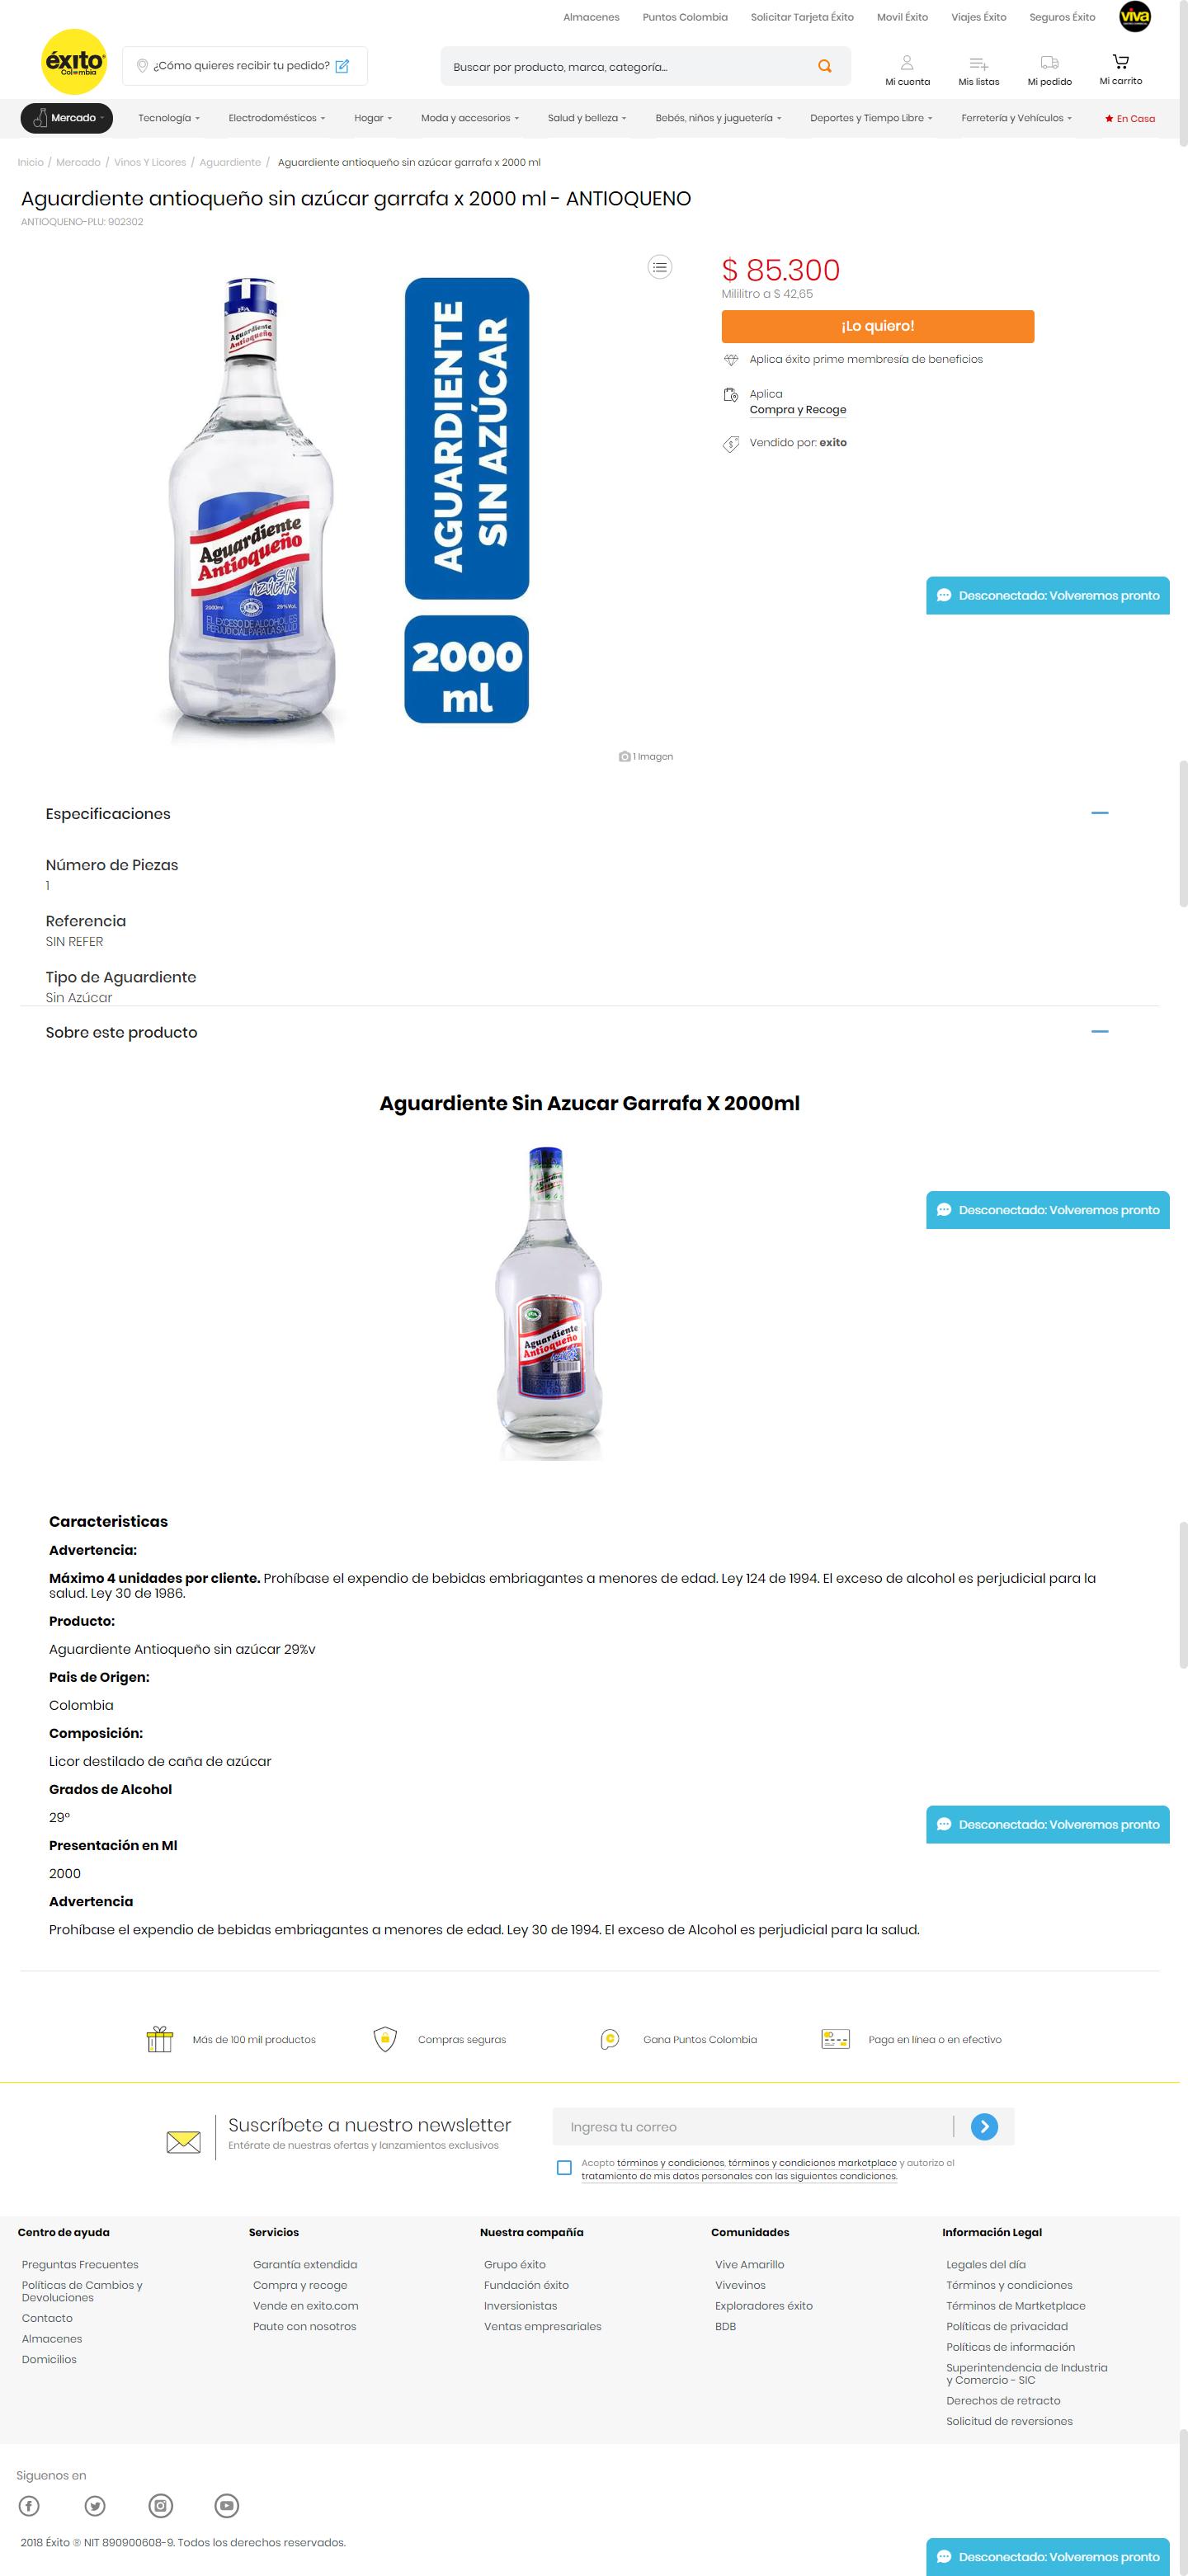 Almacenes Puntos Colombia Solicitar Tarjeta Éxito Movil Éxito Viajes Éxito Seguros Éxito viva
éxito
Colombia
¿Cómo quieres recibir tu pedido?
Buscar por producto, marca, categoría...
Mi cuenta Mis listas Mi pedido Mi carrito
Mercado Tecnología Electrodomésticos Hogar Moda y accesorios Salud y belleza Bebés, niños y juguetería Deportes y Tiempo Libre Ferretería y Vehículos En Casa
Inicio / Mercado / Vinos Y Licores / Aguardiente / Aguardiente antioqueño sin azúcar garrafa x 2000 ml
Aguardiente antioqueño sin azúcar garrafa x 2000 ml - ANTIOQUENO
ANTIOQUENO-PLU: 902302
Aguardiente
Antioqueño
Aguardiente
Antioqueño
SIN
AZÚCAR
2000ml 29%Vol.
EL EXCESO DE ALCOHOL ES
PERJUDICIAL PARA LA SALUD
AGUARDIENTE
SIN AZÚCAR
2000
ml
1 Imagen
$ 85.300
Mililitro a $ 42,65
¡Lo quiero!
Aplica éxito prime membresía de beneficios
Aplica
Compra y Recoge
Vendido por: exito
Desconectado: Volveremos pronto
Especificaciones
Número de Piezas
1
Referencia
SIN REFER
Tipo de Aguardiente
Sin Azúcar
Sobre este producto
Aguardiente Sin Azucar Garrafa X 2000ml
Aguardiente
Antioqueño
Desconectado: Volveremos pronto
Caracteristicas
Advertencia:
Máximo 4 unidades por cliente. Prohíbase el expendio de bebidas embriagantes a menores de edad. Ley 124 de 1994. El exceso de alcohol es perjudicial para la
salud. Ley 30 de 1986.
Producto:
Aguardiente Antioqueño sin azúcar 29%v
Pais de Origen:
Colombia
Composición:
Licor destilado de caña de azúcar
Grados de Alcohol
29°
Presentación en Ml
2000
Advertencia
Prohíbase el expendio de bebidas embriagantes a menores de edad. Ley 30 de 1994. El exceso de Alcohol es perjudicial para la salud.
Desconectado: Volveremos pronto
Más de 100 mil productos Compras seguras Gana Puntos Colombia Paga en línea o en efectivo
Suscríbete a nuestro newsletter
Entérate de nuestras ofertas y lanzamientos exclusivos
Ingresa tu correo
Acepto términos y condiciones, términos y condiciones marketplace y autorizo el
tratamiento de mis datos personales con las siguientes condiciones.
Centro de ayuda
Preguntas Frecuentes
Políticas de Cambios y
Devoluciones
Contacto
Almacenes
Domicilios
Servicios
Garantía extendida
Compra y recoge
Vende en exito.com
Paute con nosotros
Nuestra compañía
Grupo éxito
Fundación éxito
Inversionistas
Ventas empresariales
Comunidades
Vive Amarillo
Vivevinos
Exploradores éxito
BDB
Información Legal
Legales del día
Términos y condiciones
Términos de Martketplace
Políticas de privacidad
Políticas de información
Superintendencia de Industria
y Comercio - SIC
Derechos de retracto
Solicitud de reversiones
Siguenos en
2018 Éxito ® NIT 890900608-9. Todos los derechos reservados.
Desconectado: Volveremos pronto